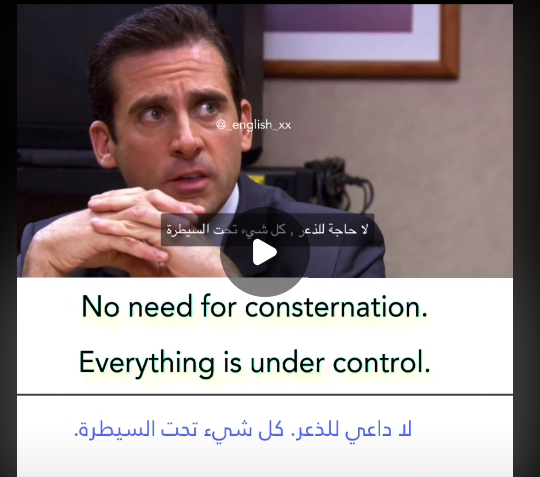 @_english_xx
لا حاجة للذعر , كل شيء تحت السيطرة
No need for consternation.
Everything is under control.
لا داعي للذعر. كل شيء تحت السيطرة.